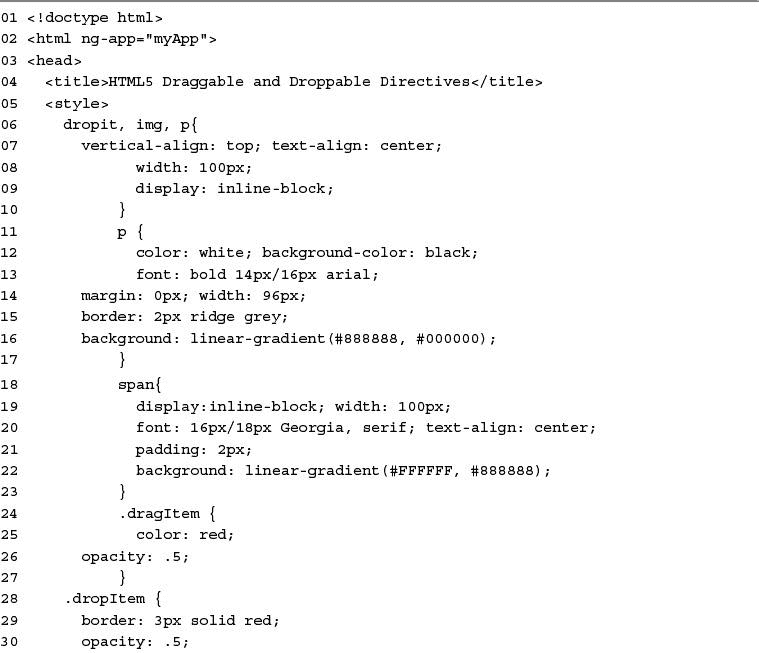 01 <!doctype html>
02 <html ng-app="myApp">
03 <head>
04   <title>HTML5 Draggable and Droppable Directives</title>
05   <style>
06     dropit, img, p{
07       vertical-align: top; text-align: center;
08             width: 100px;
09             display: inline-block;
10           }
11           p {
12             color: white; background-color: black;
13             font: bold 14px/16px arial;
14       margin: 0px; width: 96px;
15       border: 2px ridge grey;
16       background: linear-gradient(#888888, #000000);
17           }
18           span{
19             display:inline-block; width: 100px;
20             font: 16px/18px Georgia, serif; text-align: center;
21             padding: 2px;
22             background: linear-gradient(#FFFFFF, #888888);
23           }
24           .dragItem {
25             color: red;
26       opacity: .5;
27           }
28     .dropItem {
29       border: 3px solid red;
30       opacity: .5;